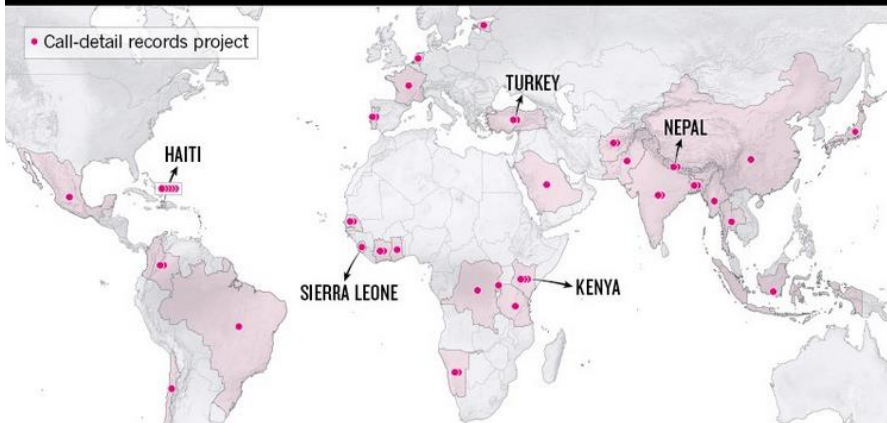 Call-detail records project
TURKEY
NEPAL
HAITI
SIERRA LEONE
KENYA